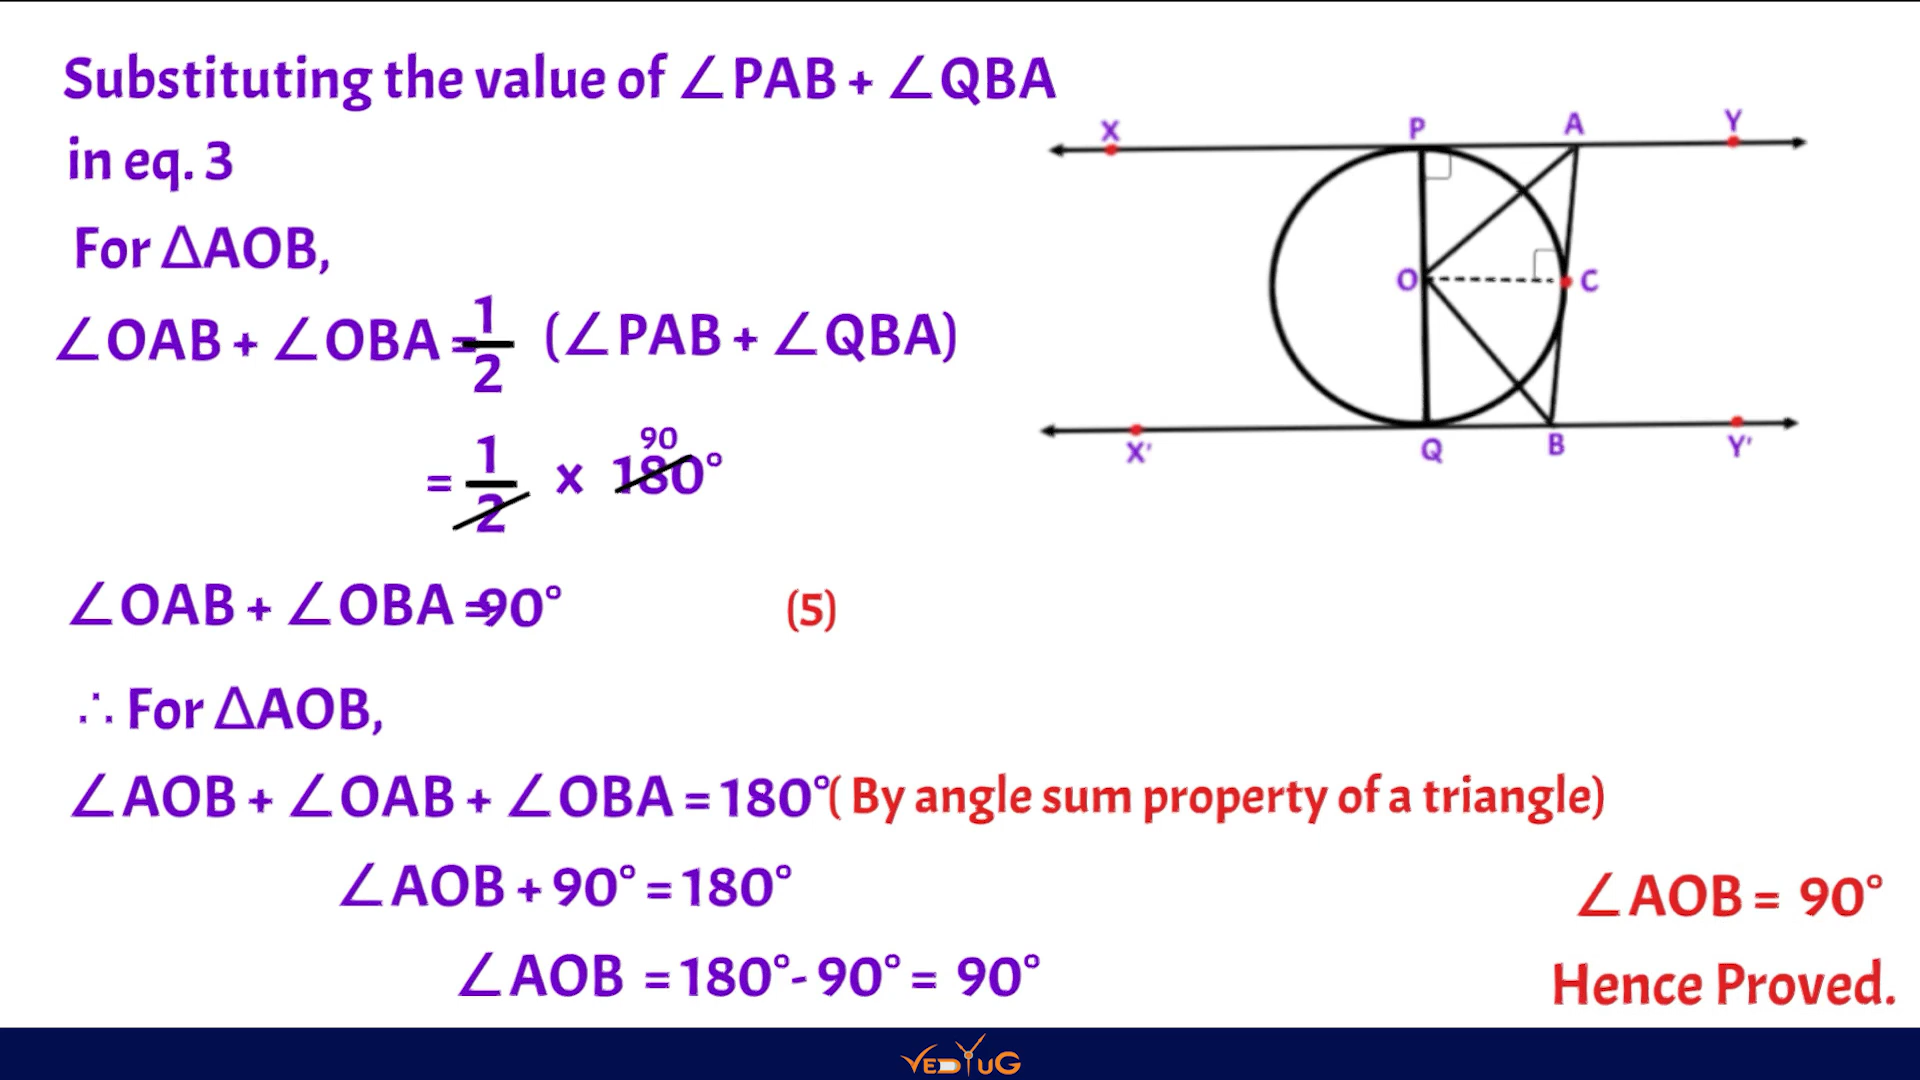 Substituting the value of ∠PAB + ∠QBA
in eq. 3
For ∆AOB,
∠OAB + ∠OBA = 1/2 (∠PAB + ∠QBA)
90
= 1/2 x 180°
∠OAB + ∠OBA = 90° (5)
∴ For ∆AOB,
∠AOB + ∠OAB + ∠OBA = 180° ( By angle sum property of a triangle)
∠AOB + 90° = 180°
∠AOB = 180° - 90° = 90°
∠AOB = 90°
Hence Proved.
X P A Y
O C
X' Q B Y'
VEDYUG